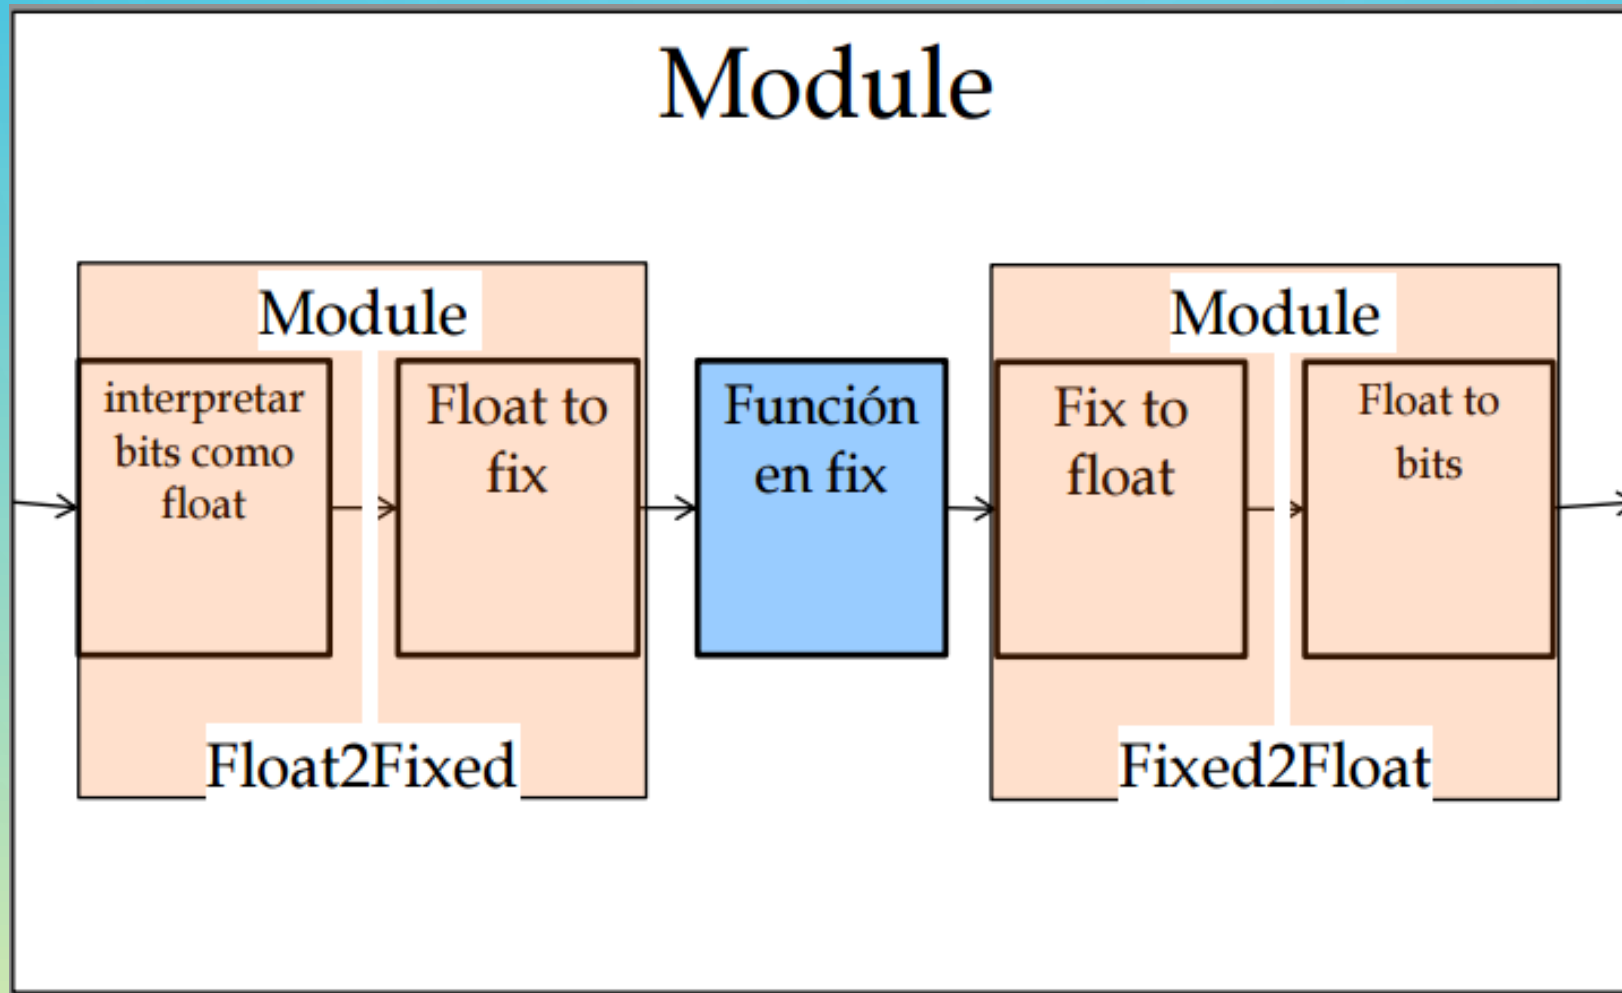 Module
Module
interpretar
bits como
float
Float to
fix
Float2Fixed
Función
en fix
Module
Fix to
float
Float to
bits
Fixed2Float